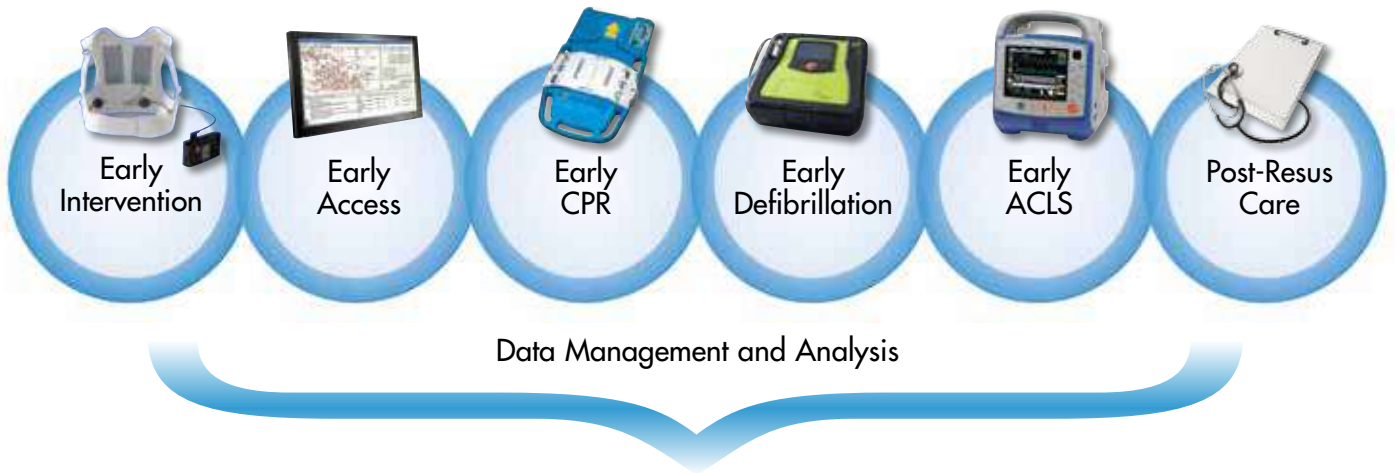 Early
Intervention
Early
Access
Early
CPR
Early
Defibrillation
Early
ACLS
Post-Resus
Care
Data Management and Analysis